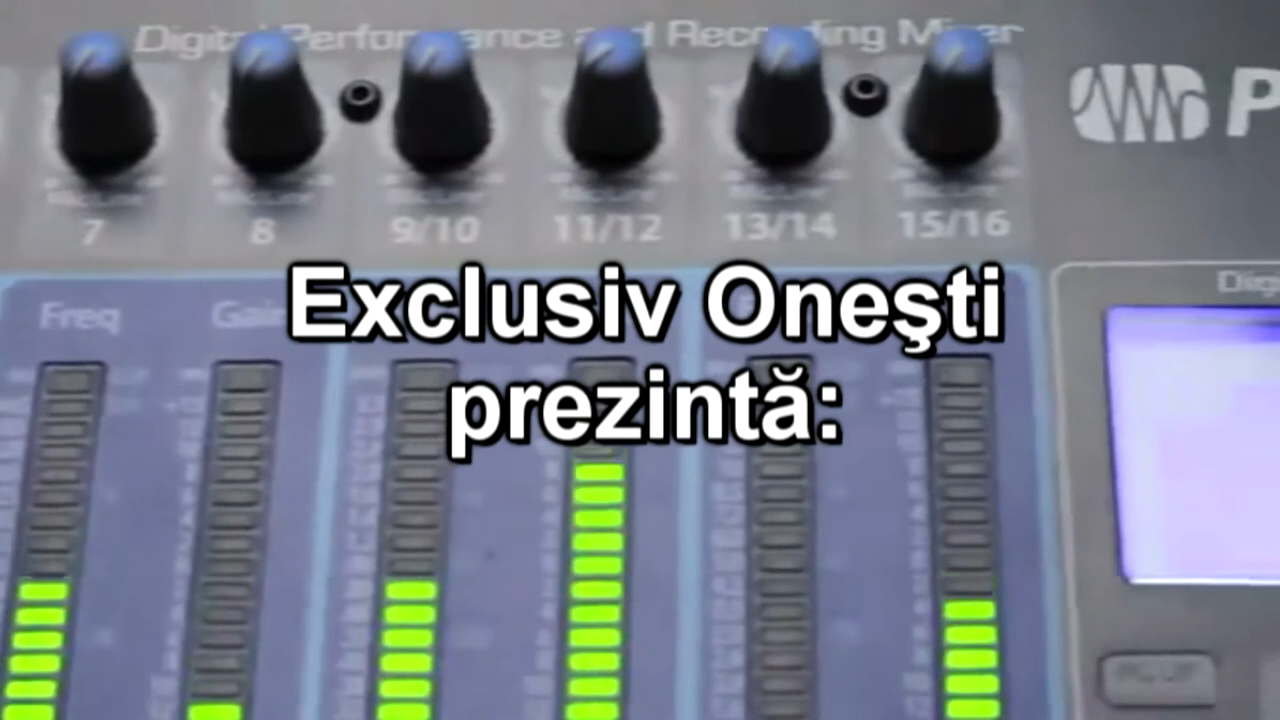 Digital Performance and Recording Mixer
P
7 8 9/10 11/12 13/14 15/16
Freq Gain
Exclusiv Oneşti
prezintă: